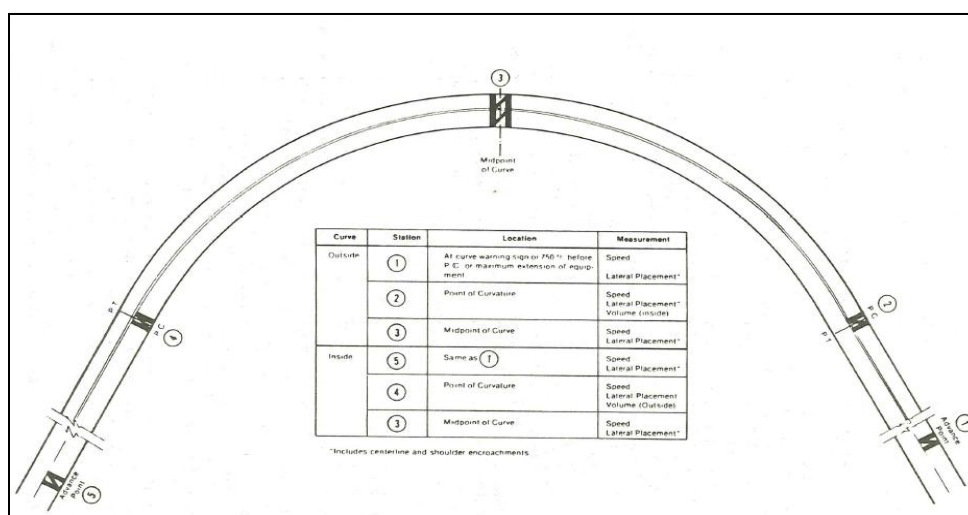 3
Midpoint
of Curve
Curve Station Location Measurement
Outside 1 At curve warning sign or 750 ft. before
P.C. or maximum extension of equip-
ment
Speed
Lateral Placement*
2 Point of Curvature Speed
Lateral Placement*
Volume (inside)
3 Midpoint of Curve Speed
Lateral Placement*
Inside 5 Same as 1 Speed
Lateral Placement*
4 Point of Curvature Speed
Lateral Placement
Volume (Outside)
3 Midpoint of Curve Speed
Lateral Placement*
*Includes centerline and shoulder encroachments.
P.T.
P.C.
4
2
P.C.
P.T.
1
Advance
Point
Advance
Point
5